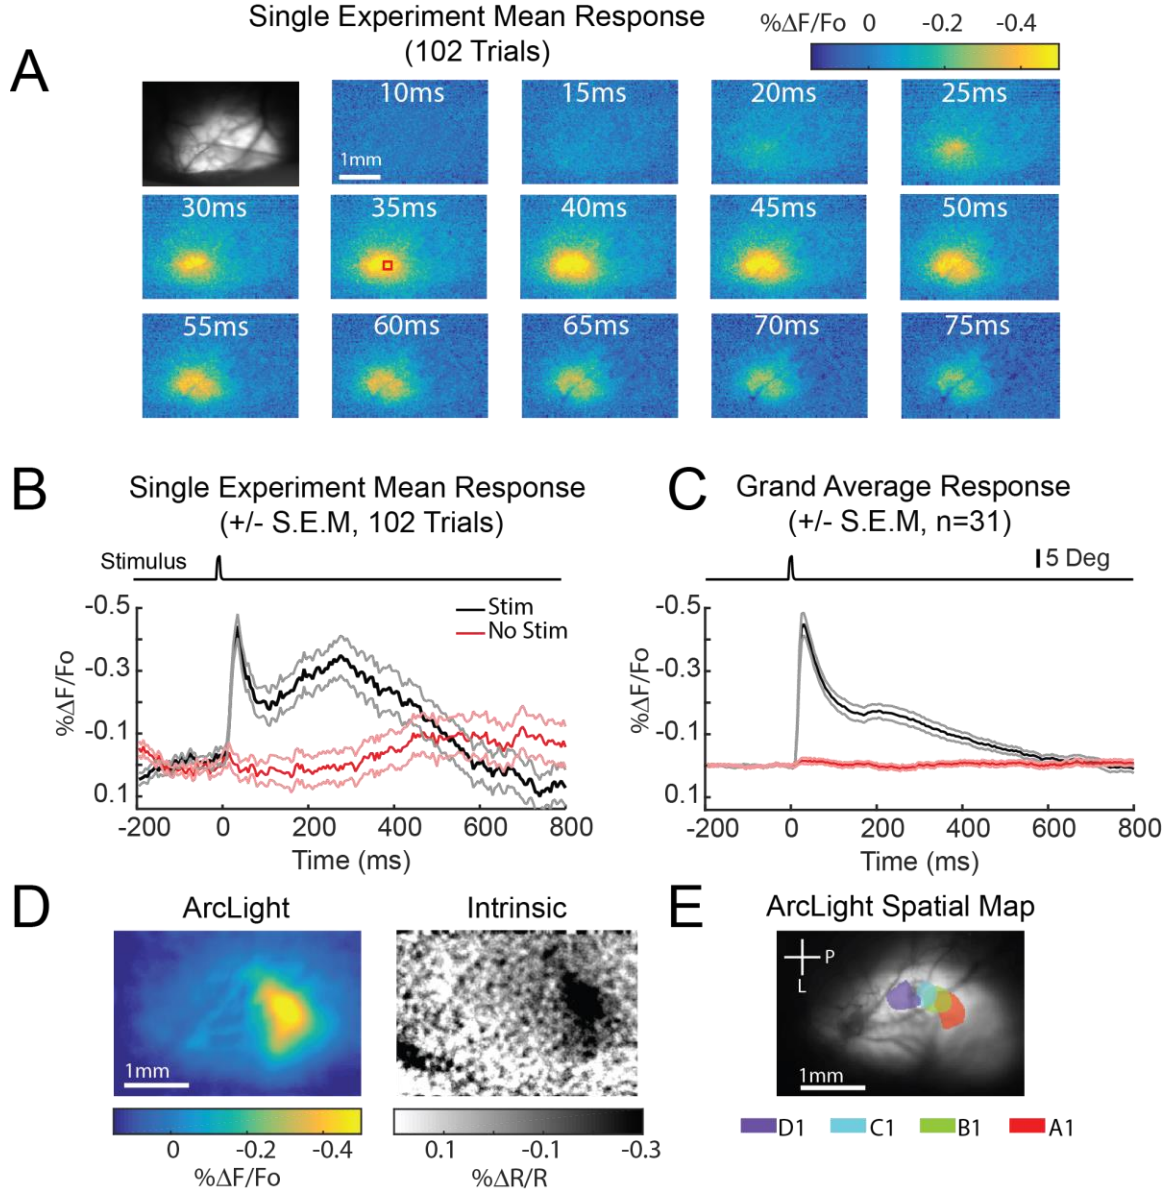 Single Experiment Mean Response
(102 Trials)
%ΔF/Fo 0 -0.2 -0.4
A
10ms 15ms 20ms 25ms
1mm
30ms 35ms 40ms 45ms 50ms
55ms 60ms 65ms 70ms 75ms
B
Single Experiment Mean Response
(+/- S.E.M, 102 Trials)
Stimulus
Stim
No Stim
%ΔF/Fo
-0.5
-0.3
-0.1
0.1
-200 0 200 400 600 800
Time (ms)
C
Grand Average Response
(+/- S.E.M, n=31)
5 Deg
%ΔF/Fo
-0.5
-0.3
-0.1
0.1
-200 0 200 400 600 800
Time (ms)
D
ArcLight
1mm
0 -0.2 -0.4
%ΔF/Fo
Intrinsic
0.1 -0.1 -0.3
%ΔR/R
E
ArcLight Spatial Map
P
L
1mm
D1 C1 B1 A1